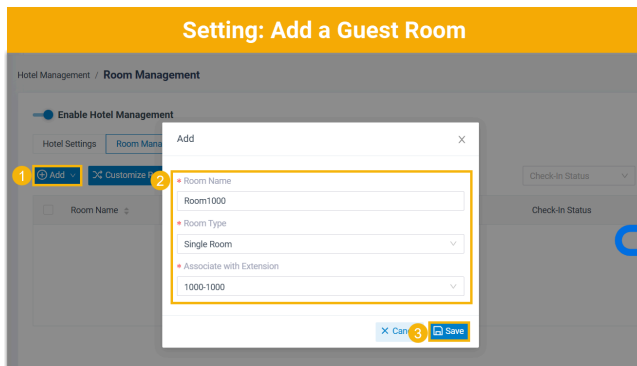 Setting: Add a Guest Room
Hotel Management / Room Management
Enable Hotel Management
Hotel Settings
Room Mana
Add
X
1
Add
Customize R
2
Check-In Status
* Room Name
Room1000
Room Name
Check-In Status
* Room Type
Single Room
* Associate with Extension
1000-1000
Can
3
Save